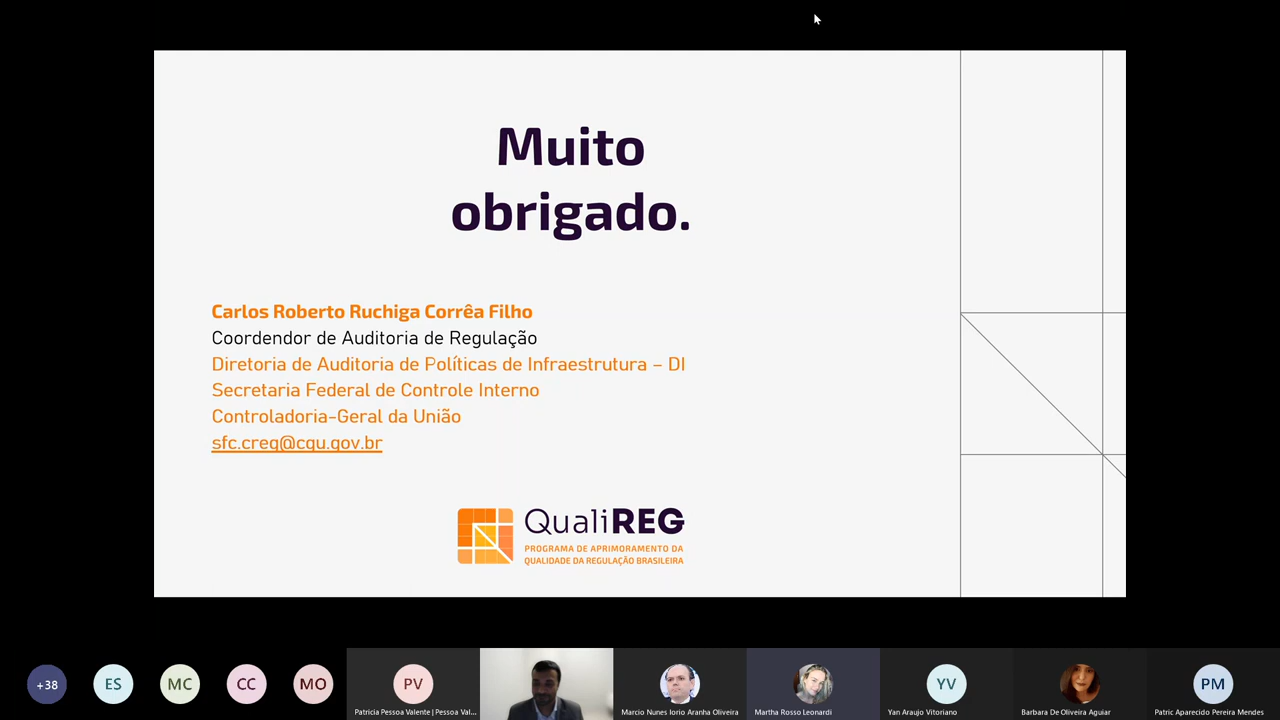 Muito
obrigado.
Carlos Roberto Ruchiga Corrêa Filho
Coordendor de Auditoria de Regulação
Diretoria de Auditoria de Políticas de Infraestrutura – DI
Secretaria Federal de Controle Interno
Controladoria-Geral da União
sfc.creg@cgu.gov.br
QualiREG
PROGRAMA DE APRIMORAMENTO DA
QUALIDADE DA REGULAÇÃO BRASILEIRA
+38
ES
MC
CC
MO
PV
YV
PM
Patricia Pessoa Valente | Pessoa Val...
Marcio Nunes Iorio Aranha Oliveira
Martha Rosso Leonardi
Yan Araujo Vitoriano
Barbara De Oliveira Aguiar
Patric Aparecido Pereira Mendes